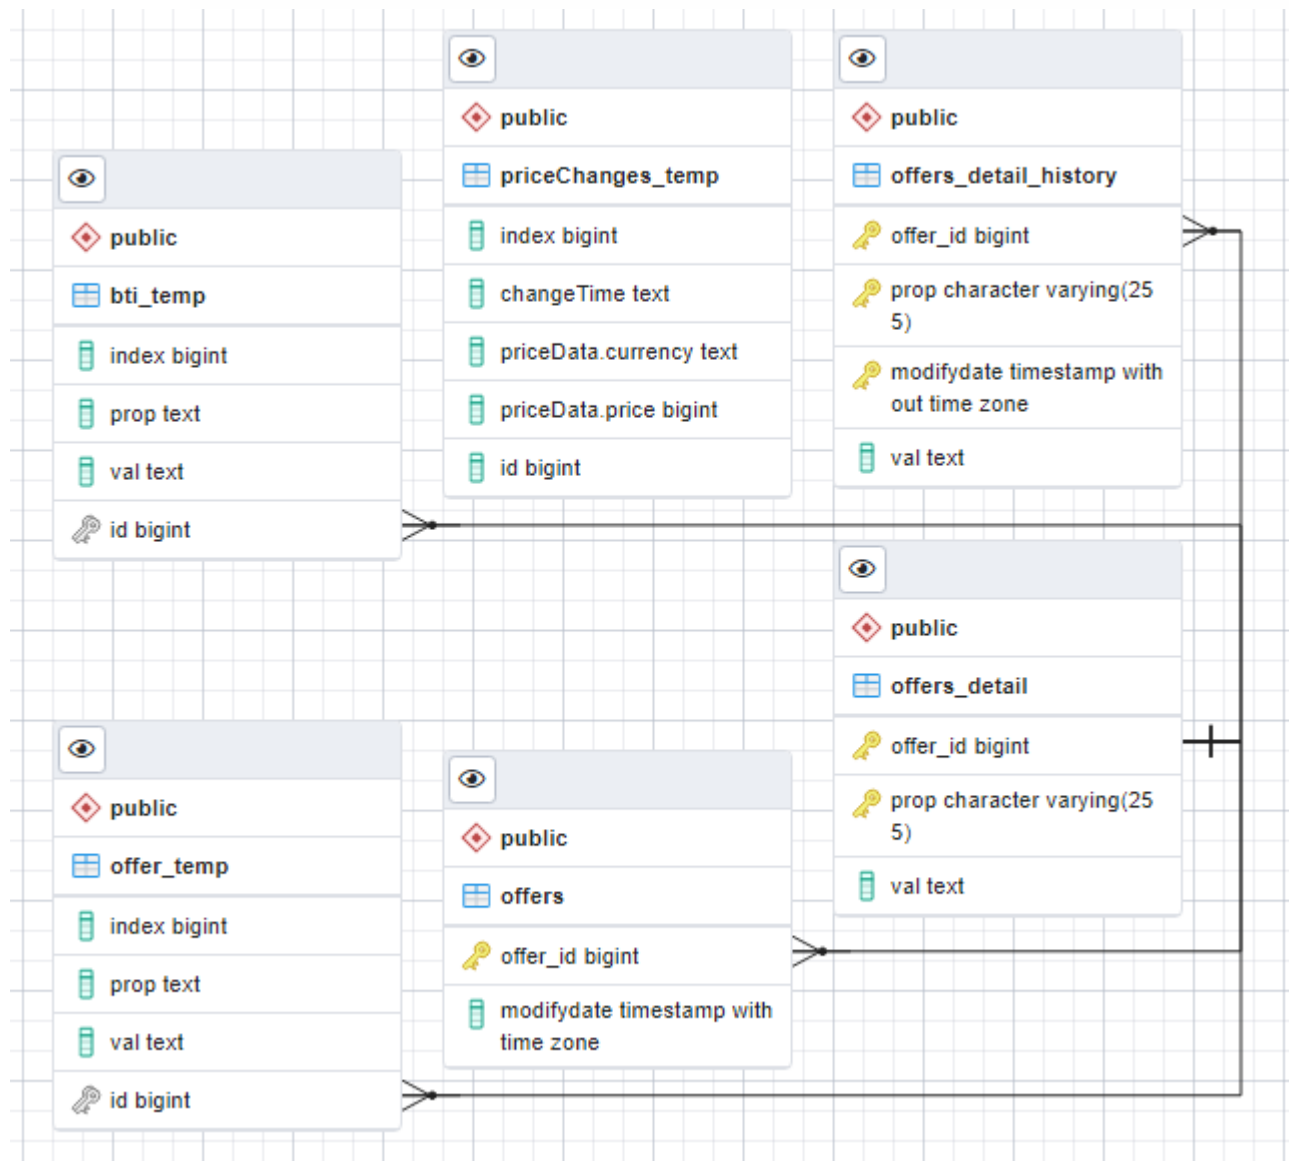 public
bti_temp
index bigint
prop text
val text
id bigint
public
priceChanges_temp
index bigint
changeTime text
priceData.currency text
priceData.price bigint
id bigint
public
offers_detail_history
offer_id bigint
prop character varying(25
5)
modifydate timestamp with
out time zone
val text
public
offers_detail
offer_id bigint
prop character varying(25
5)
val text
public
offer_temp
index bigint
prop text
val text
id bigint
public
offers
offer_id bigint
modifydate timestamp with
time zone